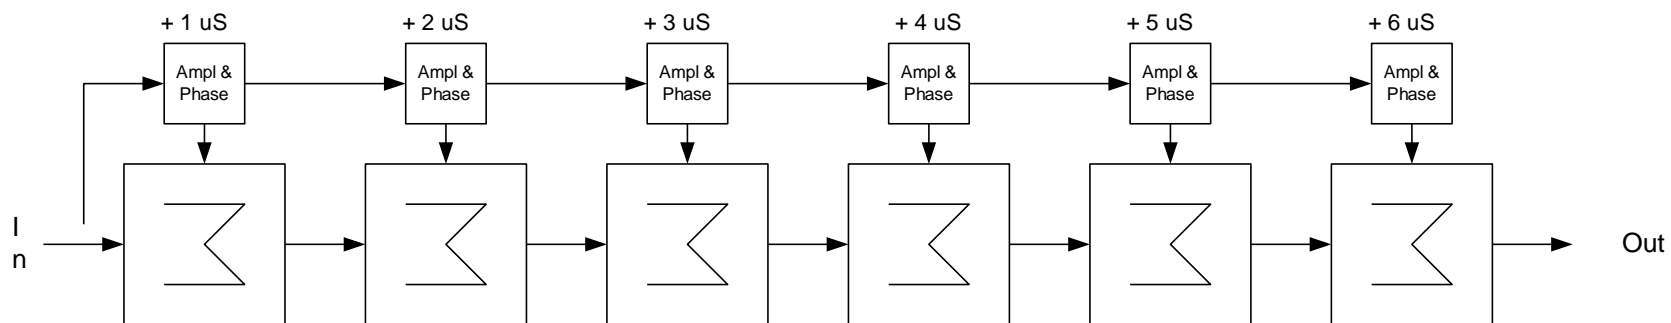 + 1 uS
+ 2 uS
+ 3 uS
+ 4 uS
+ 5 uS
+ 6 uS
Ampl &
Phase
Ampl &
Phase
Ampl &
Phase
Ampl &
Phase
Ampl &
Phase
Ampl &
Phase
I
n
Out